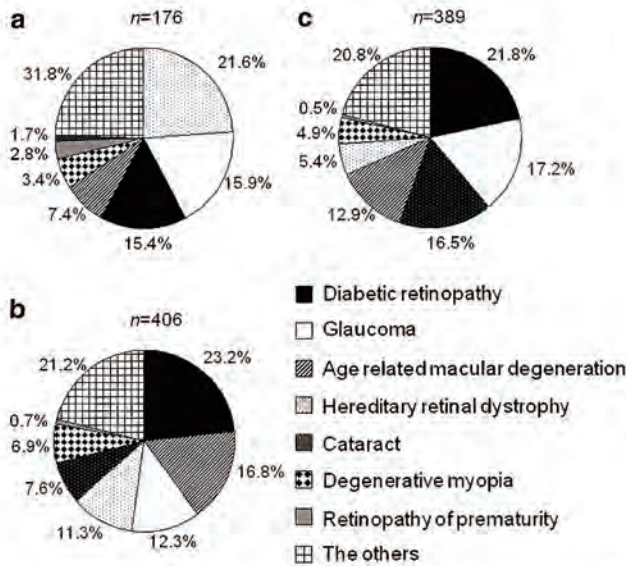 a
n=176
31.8%
21.6%
1.7%
2.8%
3.4%
7.4%
15.4%
15.9%
b
n=406
21.2%
23.2%
0.7%
6.9%
7.6%
11.3%
12.3%
16.8%
c
n=389
20.8%
21.8%
0.5%
4.9%
5.4%
12.9%
16.5%
17.2%
Diabetic retinopathy
Glaucoma
Age related macular degeneration
Hereditary retinal dystrophy
Cataract
Degenerative myopia
Retinopathy of prematurity
The others